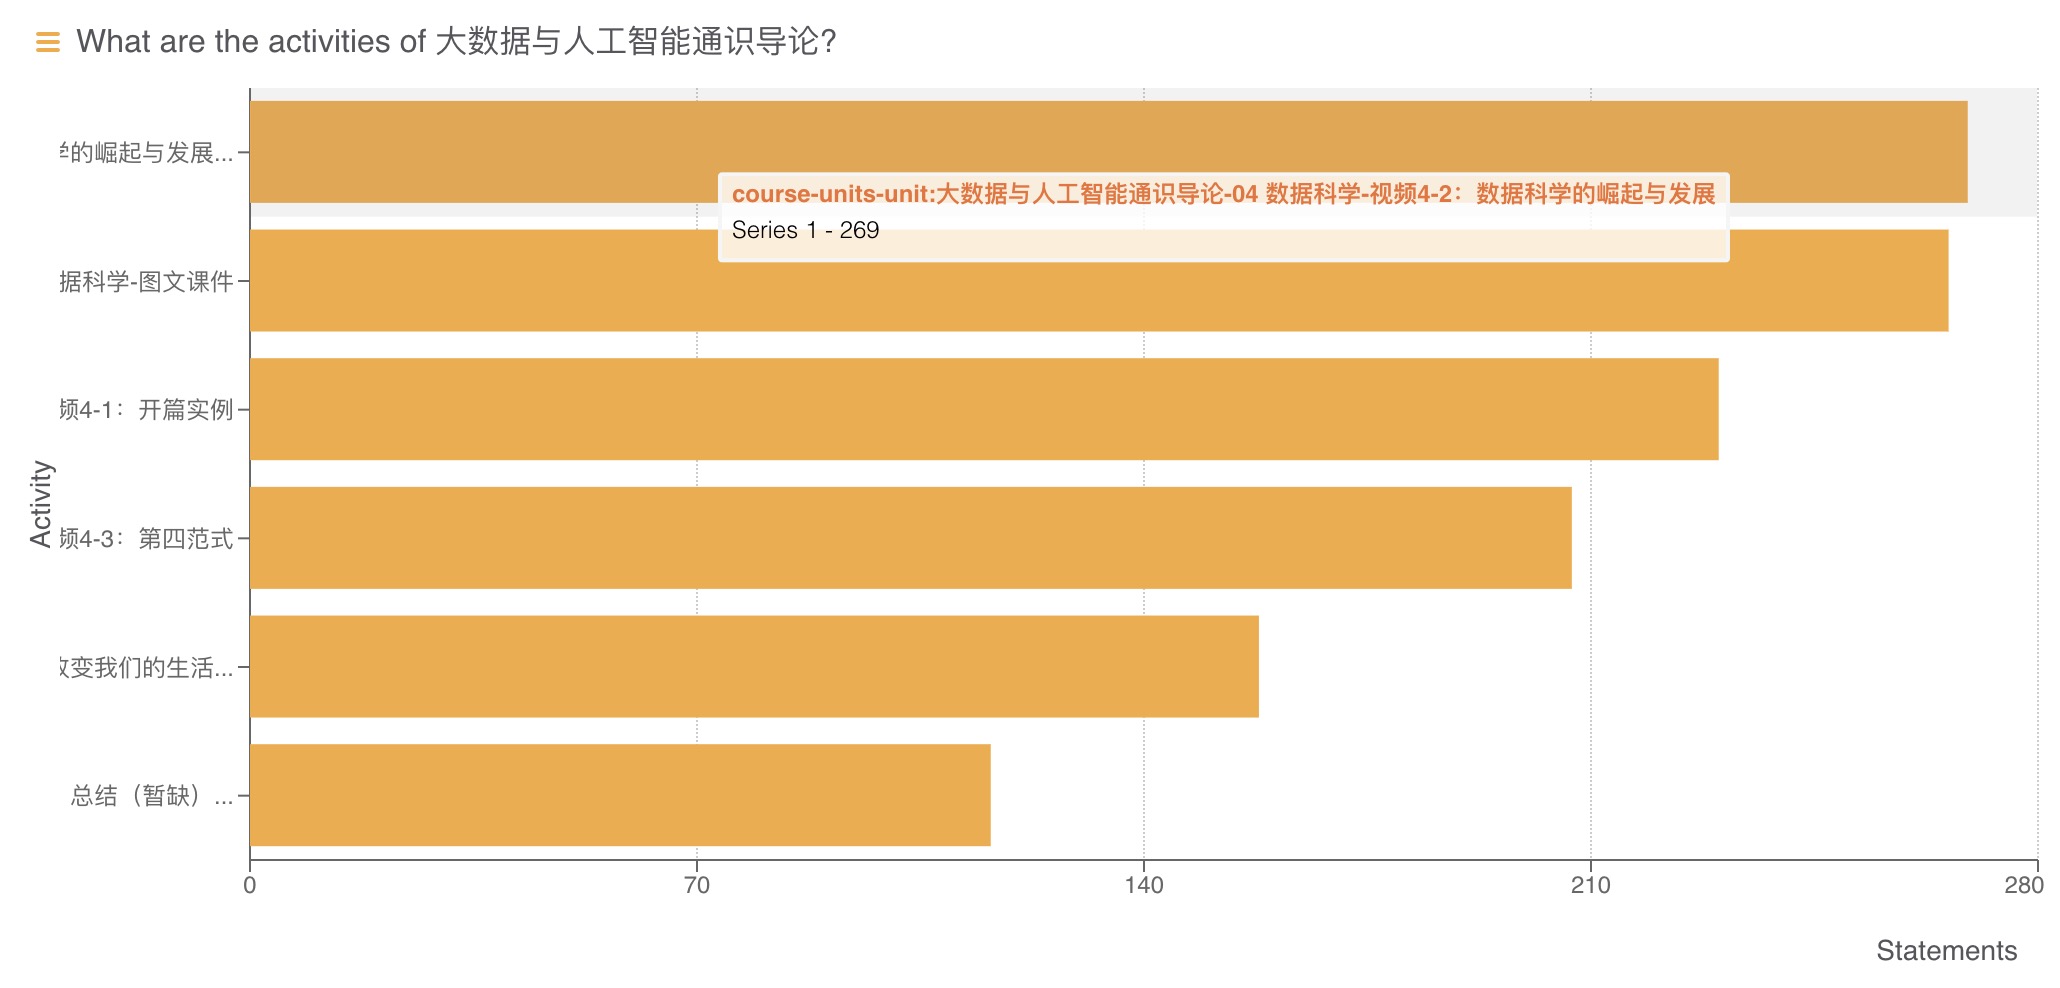 What are the activities of 大数据与人工智能通识导论?
的崛起与发展...
course-units-unit:大数据与人工智能通识导论-04 数据科学-视频4-2：数据科学的崛起与发展
Series 1 - 269
据科学-图文课件
频4-1：开篇实例
频4-3：第四范式
变我们的生活...
总结（暂缺）...
Activity
0 70 140 210 280
Statements